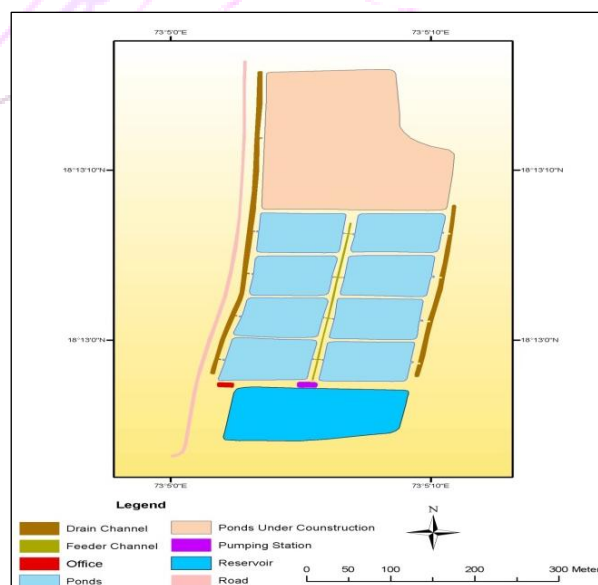 73°5'0"E 73°5'10"E
18°13'10"N 18°13'10"N
18°13'0"N 18°13'0"N
73°5'0"E 73°5'10"E
Legend
Drain Channel
Feeder Channel
Office
Ponds
Ponds Under Counstruction
Pumping Station
Reservoir
Road
N
0 50 100 200 300 Meter